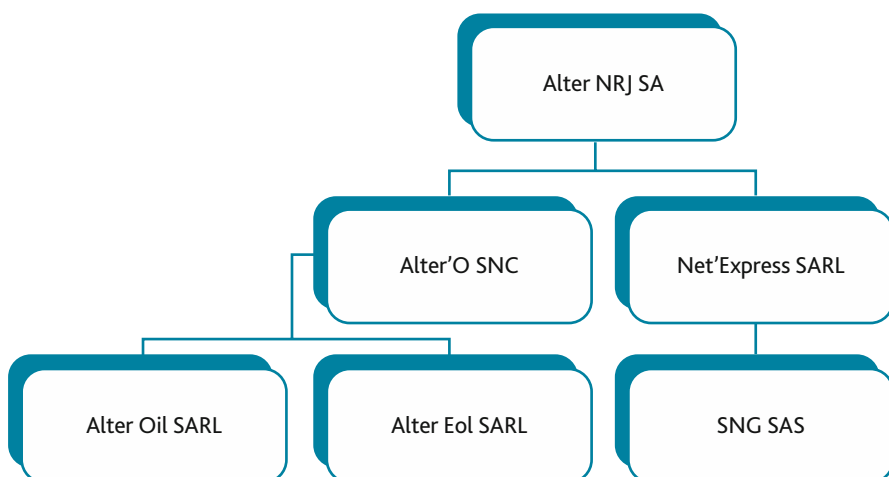 Alter NRJ SA
Alter’O SNC
Net’Express SARL
Alter Oil SARL
Alter Eol SARL
SNG SAS